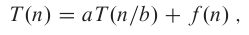 T(n) = aT(n/b) + f(n) ,